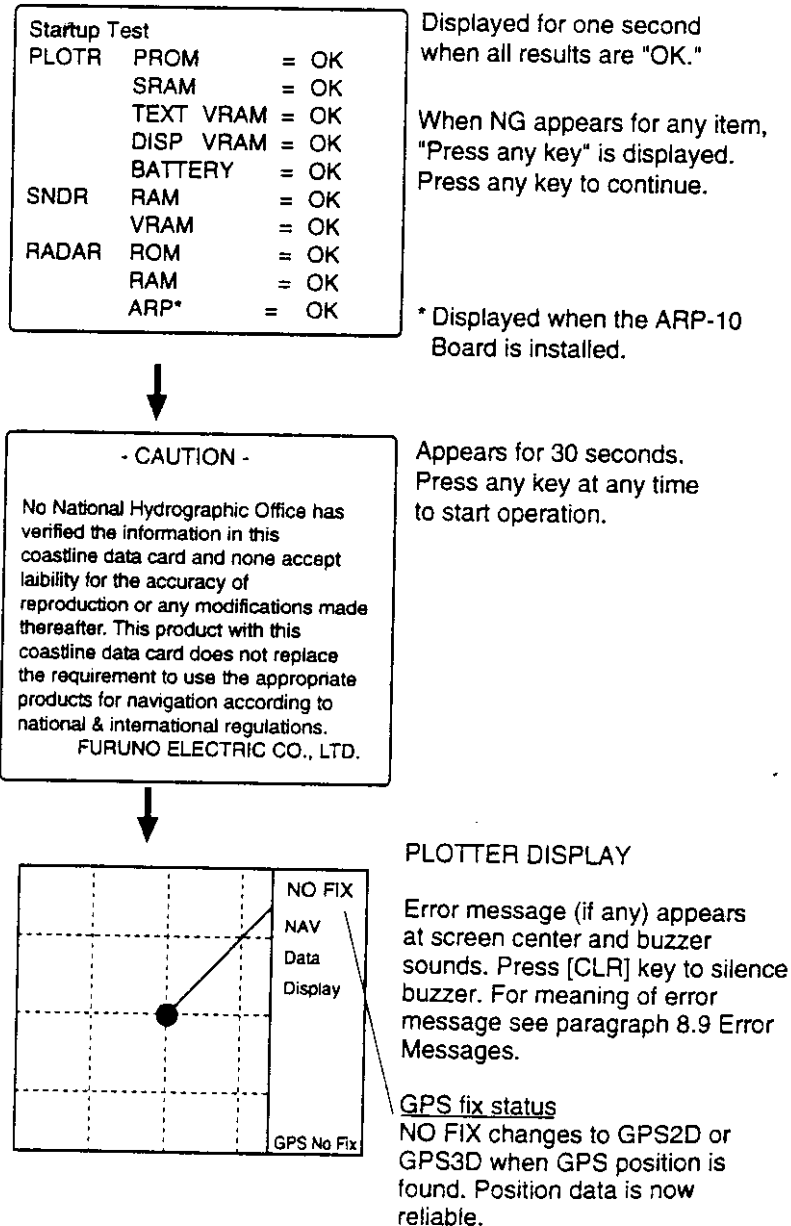 Startup Test
PLOTR PROM = OK
SRAM = OK
TEXT VRAM = OK
DISP VRAM = OK
BATTERY = OK
SNDR RAM = OK
VRAM = OK
RADAR ROM = OK
RAM = OK
ARP* = OK
Displayed for one second
when all results are "OK."
When NG appears for any item,
"Press any key" is displayed.
Press any key to continue.
* Displayed when the ARP-10
Board is installed.
- CAUTION -
No National Hydrographic Office has
verified the information in this
coastline data card and none accept
laibility for the accuracy of
reproduction or any modifications made
thereafter. This product with this
coastline data card does not replace
the requirement to use the appropriate
products for navigation according to
national & international regulations.
FURUNO ELECTRIC CO., LTD.
Appears for 30 seconds.
Press any key at any time
to start operation.
NO FIX
NAV
Data
Display
GPS No Fix
PLOTTER DISPLAY
Error message (if any) appears
at screen center and buzzer
sounds. Press [CLR] key to silence
buzzer. For meaning of error
message see paragraph 8.9 Error
Messages.
GPS fix status
NO FIX changes to GPS2D or
GPS3D when GPS position is
found. Position data is now
reliable.